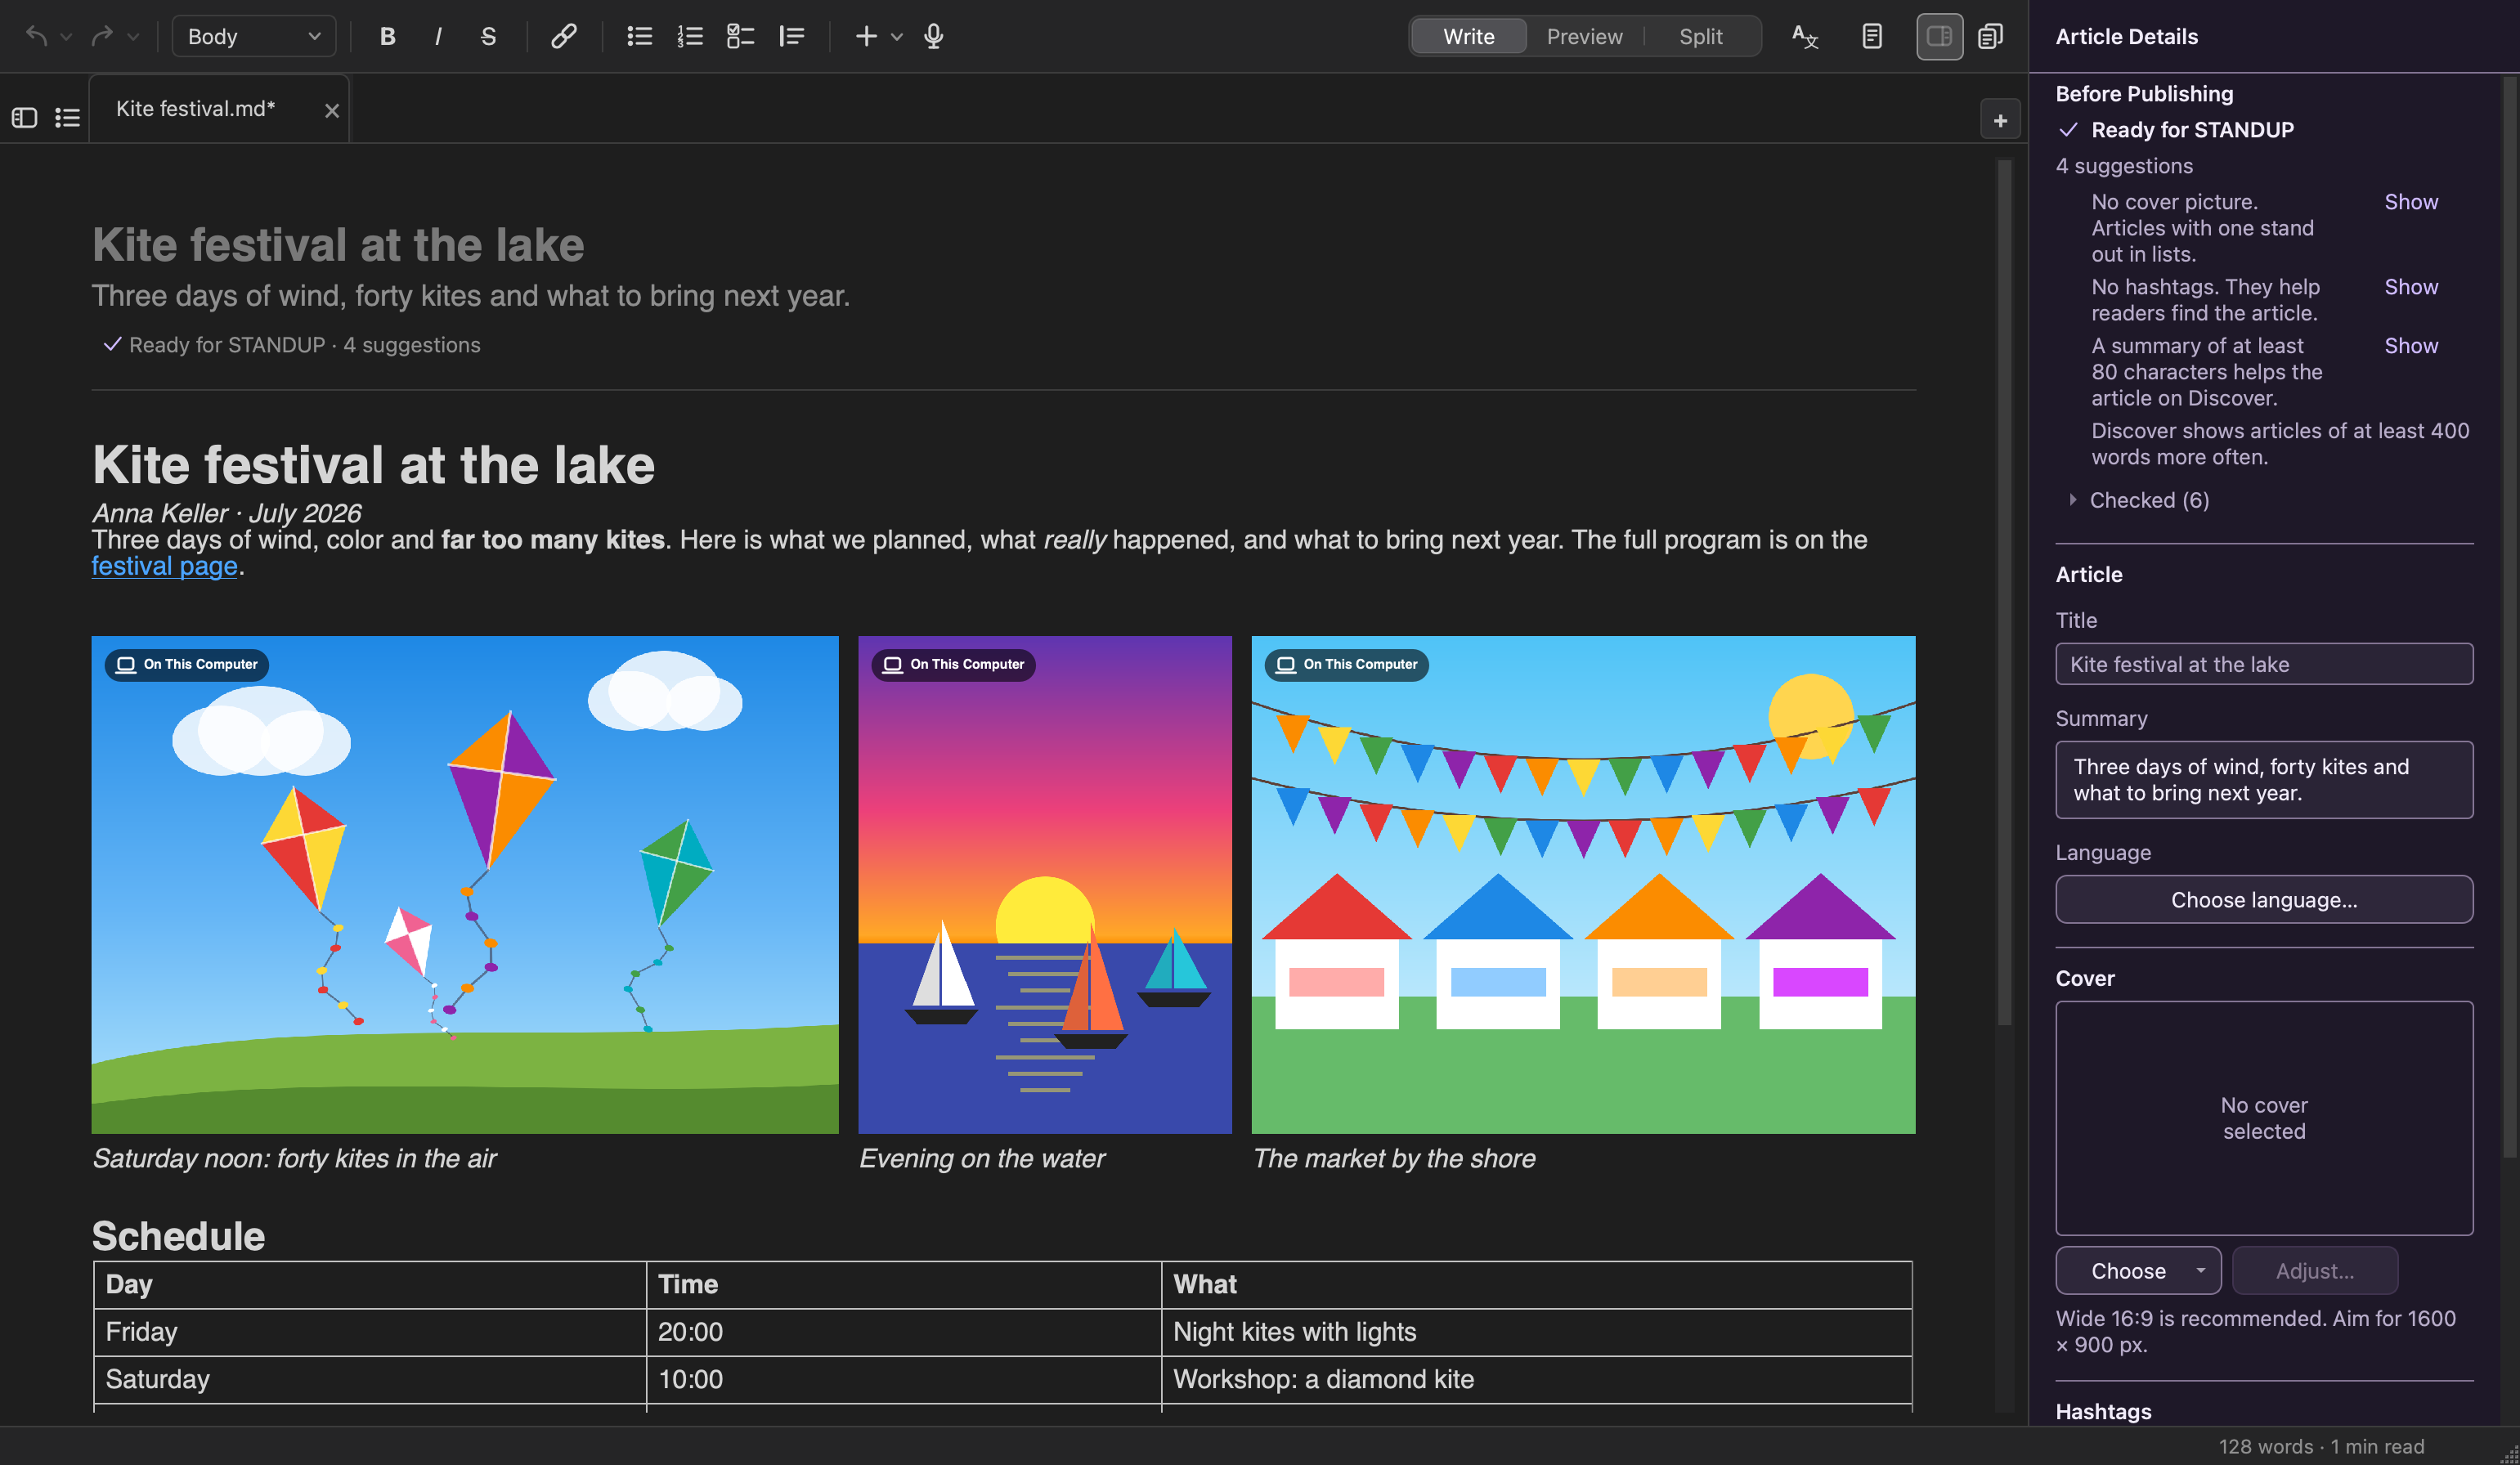 Body
B
I
S
Write
Preview
Split
Article Details
Kite festival.md*
Kite festival at the lake
Three days of wind, forty kites and what to bring next year.
Ready for STANDUP · 4 suggestions
Kite festival at the lake
Anna Keller · July 2026
Three days of wind, color and far too many kites. Here is what we planned, what really happened, and what to bring next year. The full program is on the
festival page.
On This Computer
On This Computer
On This Computer
Saturday noon: forty kites in the air
Evening on the water
The market by the shore
Schedule
Day
Time
What
Friday
20:00
Night kites with lights
Saturday
10:00
Workshop: a diamond kite
Before Publishing
Ready for STANDUP
4 suggestions
No cover picture.
Articles with one stand
out in lists.
Show
No hashtags. They help
readers find the article.
Show
A summary of at least
80 characters helps the
article on Discover.
Show
Discover shows articles of at least 400
words more often.
Checked (6)
Article
Title
Kite festival at the lake
Summary
Three days of wind, forty kites and
what to bring next year.
Language
Choose language...
Cover
No cover
selected
Choose
Adjust...
Wide 16:9 is recommended. Aim for 1600
× 900 px.
Hashtags
128 words · 1 min read